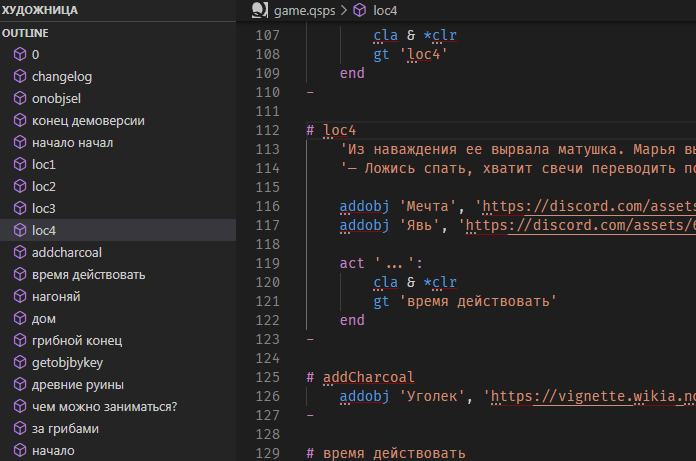 ХУДОЖНИЦА
OUTLINE
0
changelog
onobjsel
конец демоверсии
начало начал
loc1
loc2
loc3
loc4
addcharcoal
время действовать
нагоняй
дом
грибной конец
getobjbykey
древние руины
чем можно заниматься?
за грибами
начало
game.qsps > loc4
107 cla & *clr
108 gt 'loc4'
109 end
110 -
111
112 # loc4
113 'Из наваждения ее вырвала матушка. Марья вы
114 '— Ложись спать, хватит свечи переводить по
115
116 addobj 'Мечта', 'https://discord.com/assets
117 addobj 'Явь', 'https://discord.com/assets/6
118
119 act '...':
120 cla & *clr
121 gt 'время действовать'
122 end
123 -
124
125 # addCharcoal
126 addobj 'Уголек', 'https://vignette.wikia.no
127 -
128
129 # время действовать